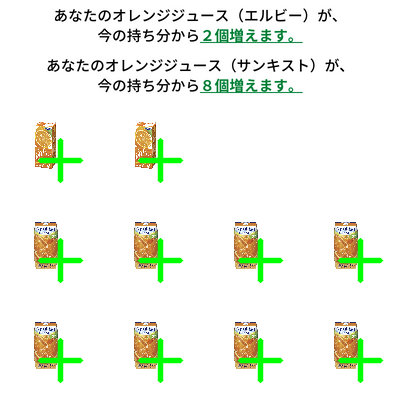 あなたのオレンジジュース（エルビー）が、
今の持ち分から２個増えます。
あなたのオレンジジュース（サンキスト）が、
今の持ち分から８個増えます。